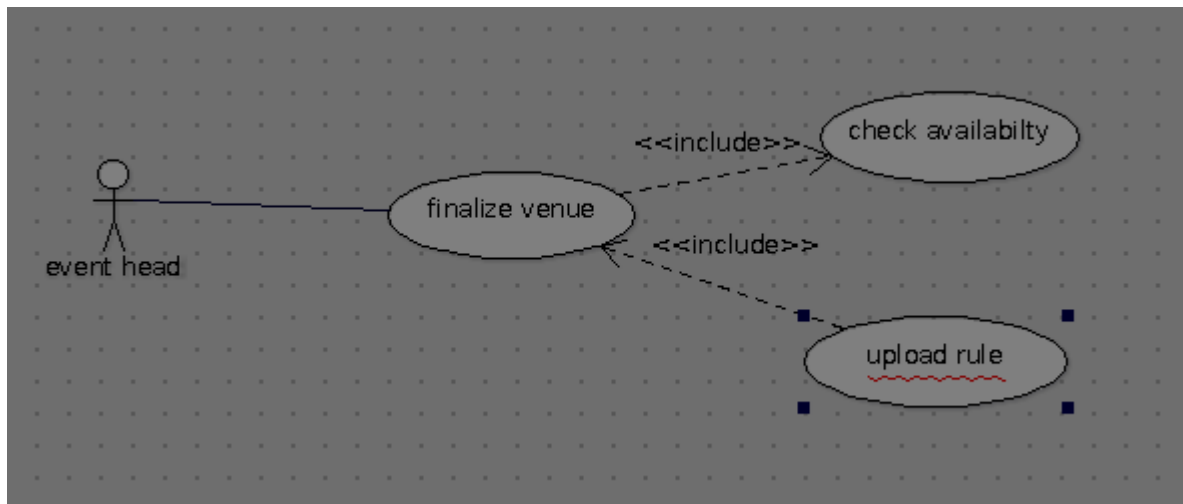 check availabilty
<<include>>
finalize venue
<<include>>
event head
upload rule